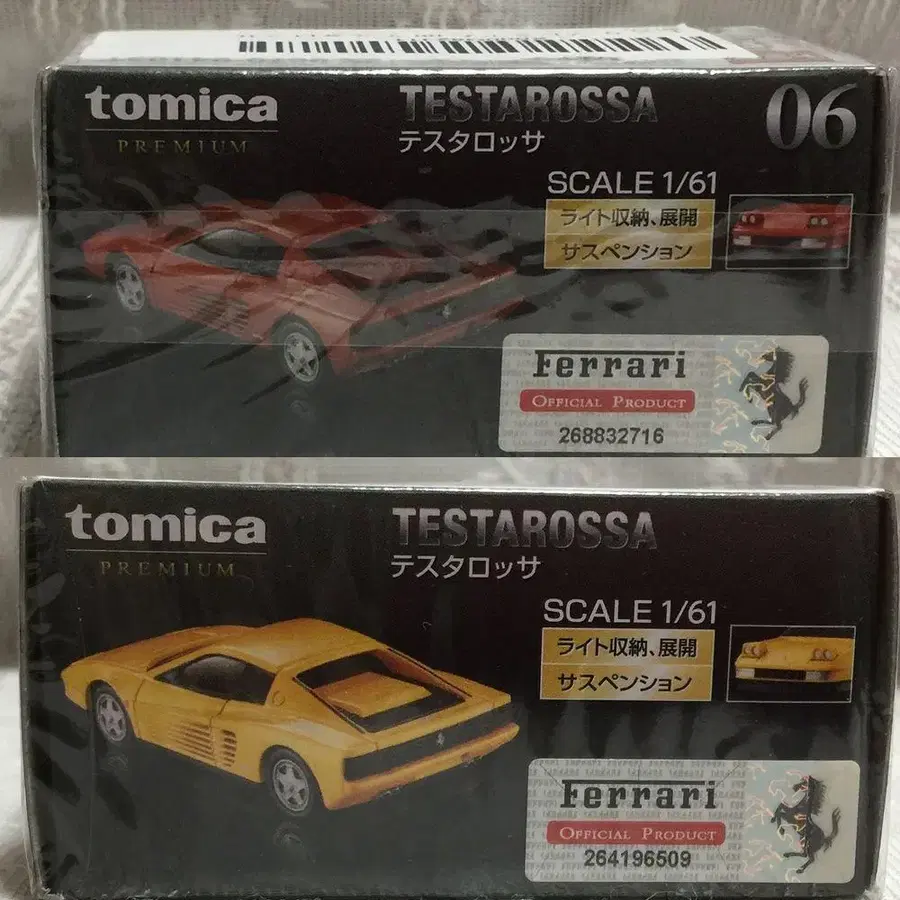 tomica
PREMIUM
TESTAROSSA
テスタロッサ
06
SCALE 1/61
ライト収納、展開
サスペンション
Ferrari
OFFICIAL PRODUCT
268832716
tomica
PREMIUM
TESTAROSSA
テスタロッサ
SCALE 1/61
ライト収納、展開
サスペンション
Ferrari
OFFICIAL PRODUCT
264196509